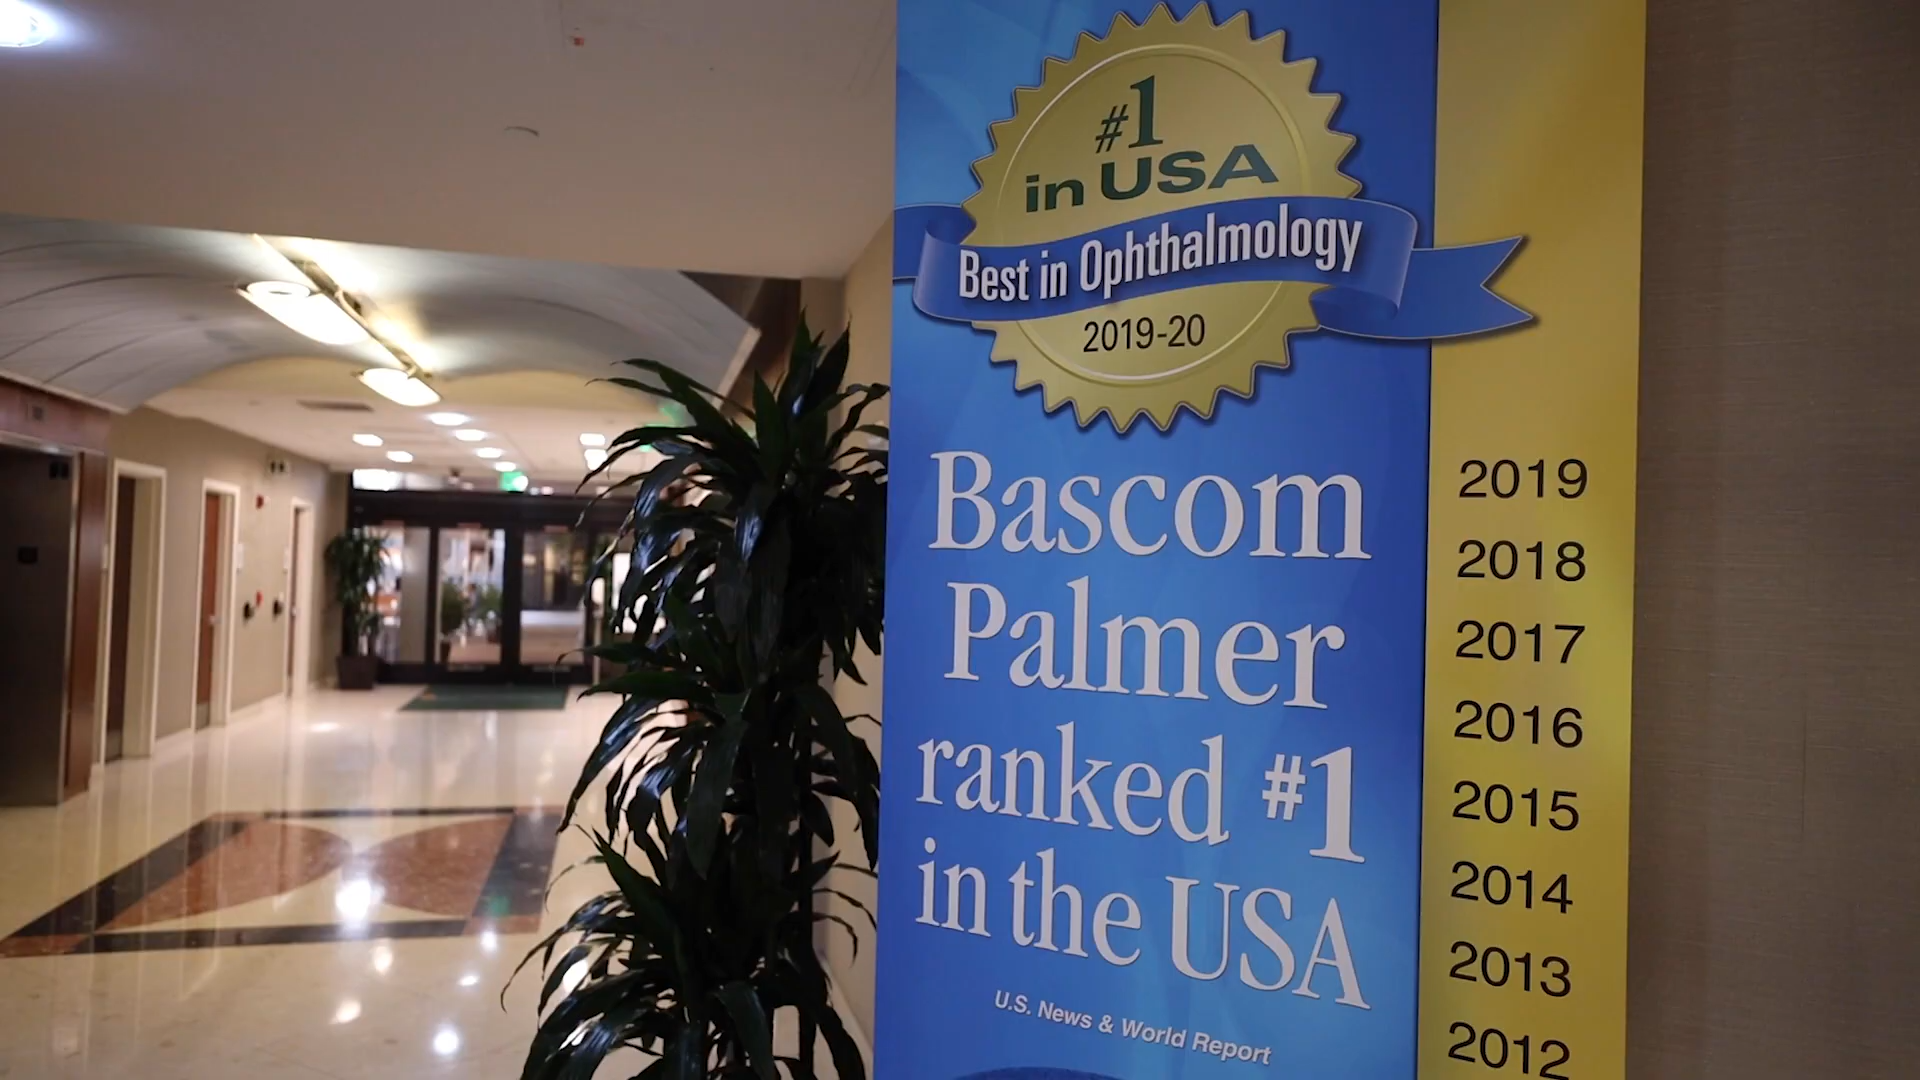 #1
in USA
Best in Ophthalmology
2019-20
Bascom
Palmer
ranked #1
in the USA
U.S. News & World Report
2019
2018
2017
2016
2015
2014
2013
2012